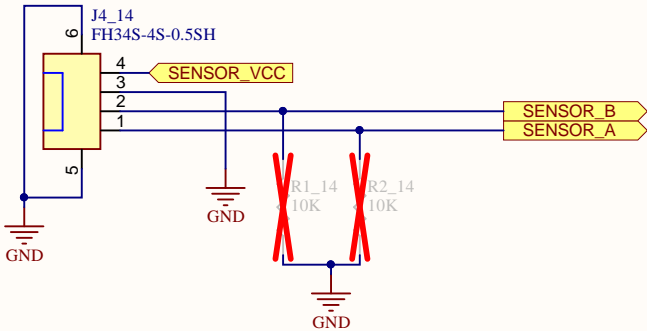 J4_14
FH34S-4S-0.5SH
6
4
SENSOR_VCC
3
2
SENSOR_B
1
SENSOR_A
5
R1_14
10K
R2_14
10K
GND
GND
GND